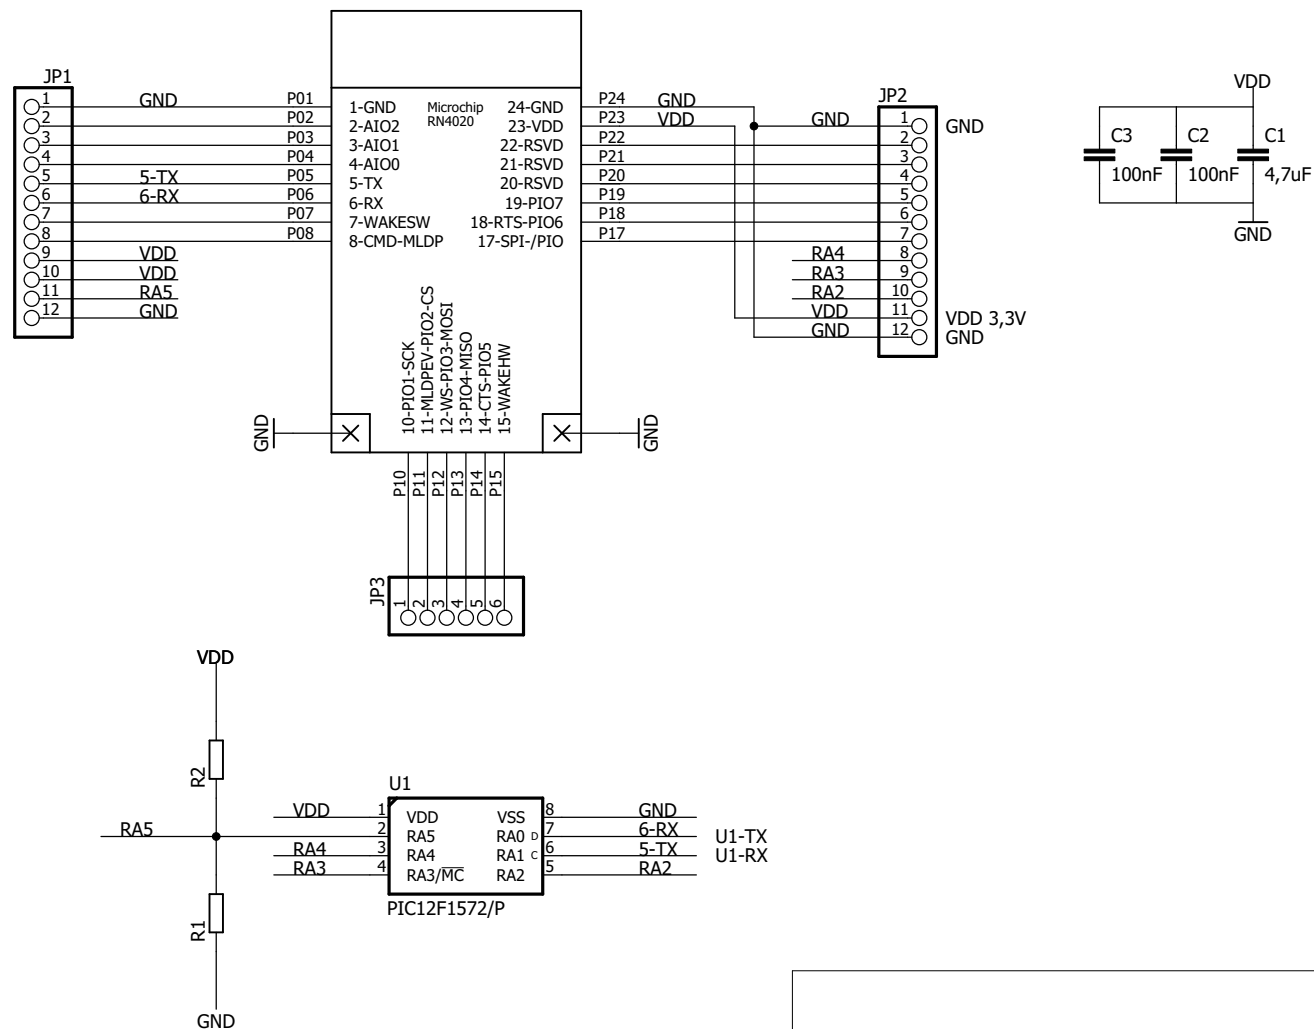 JP1
1 GND P01
2 P02
3 P03
4 P04
5 5-TX P05
6 6-RX P06
7 P07
8 P08
9 VDD
10 VDD
11 RA5
12 GND
Microchip
RN4020
1-GND
2-AIO2
3-AIO1
4-AIO0
5-TX
6-RX
7-WAKESW
8-CMD-MLDP
24-GND
23-VDD
22-RSVD
21-RSVD
20-RSVD
19-PIO7
18-RTS-PIO6
17-SPI-/PIO
10-PIO1-SCK
11-MLDPEV-PIO2-CS
12-WS-PIO3-MOSI
13-PIO4-MISO
14-CTS-PIO5
15-WAKEHW
P24 GND
P23 VDD
P22
P21
P20
P19
P18
P17
JP2
GND 1 GND
2
3
4
5
6
7
RA4 8
RA3 9
RA2 10
VDD 11 VDD 3,3V
GND 12 GND
VDD
C3
100nF
C2
100nF
C1
4,7uF
GND
GND
GND
P10
P11
P12
P13
P14
P15
JP3
1
2
3
4
5
6
VDD
R2
RA5
R1
GND
U1
VDD 1 VDD
2 RA5
RA4 3 RA4
RA3 4 RA3/MC
VSS 8 GND
RA0 D 7 6-RX U1-TX
RA1 C 6 5-TX U1-RX
RA2 5 RA2
PIC12F1572/P